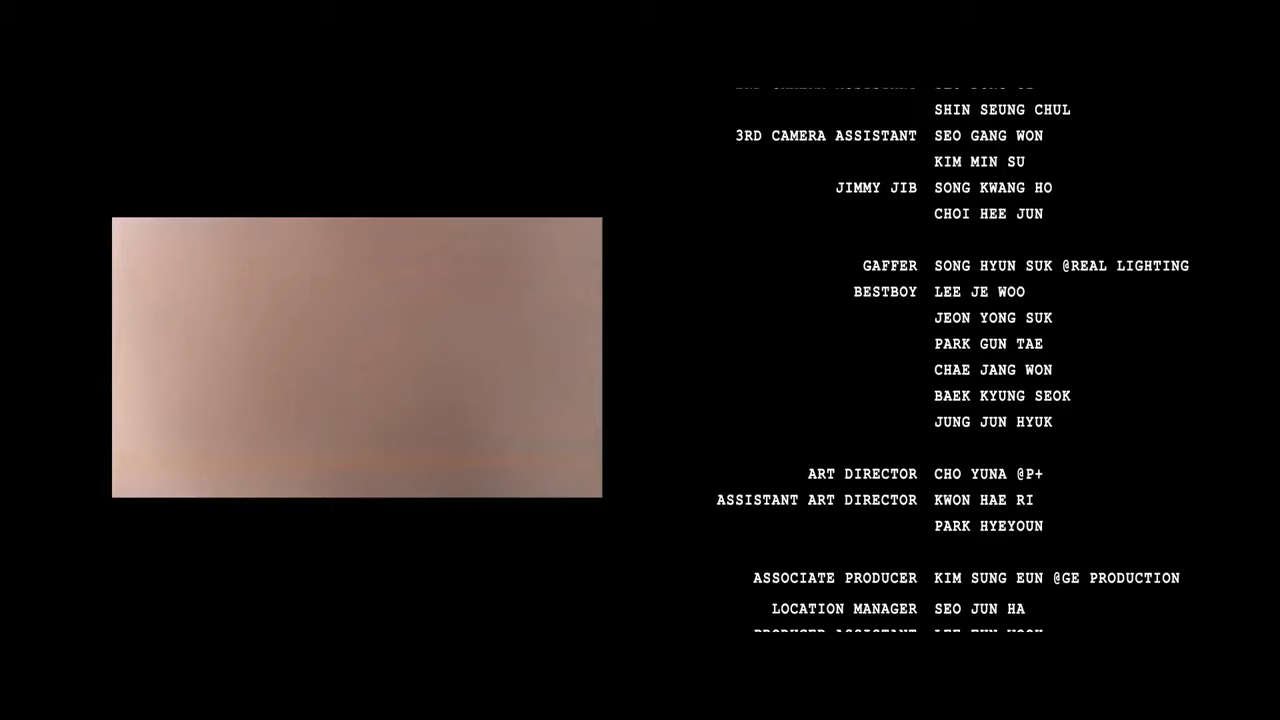 SHIN SEUNG CHUL
3RD CAMERA ASSISTANT SEO GANG WON
KIM MIN SU
JIMMY JIB SONG KWANG HO
CHOI HEE JUN
GAFFER SONG HYUN SUK @REAL LIGHTING
BESTBOY LEE JE WOO
JEON YONG SUK
PARK GUN TAE
CHAE JANG WON
BAEK KYUNG SEOK
JUNG JUN HYUK
ART DIRECTOR CHO YUNA @P+
ASSISTANT ART DIRECTOR KWON HAE RI
PARK HYEYOUN
ASSOCIATE PRODUCER KIM SUNG EUN @GE PRODUCTION
LOCATION MANAGER SEO JUN HA
PRODUCER ASSISTANT LEE